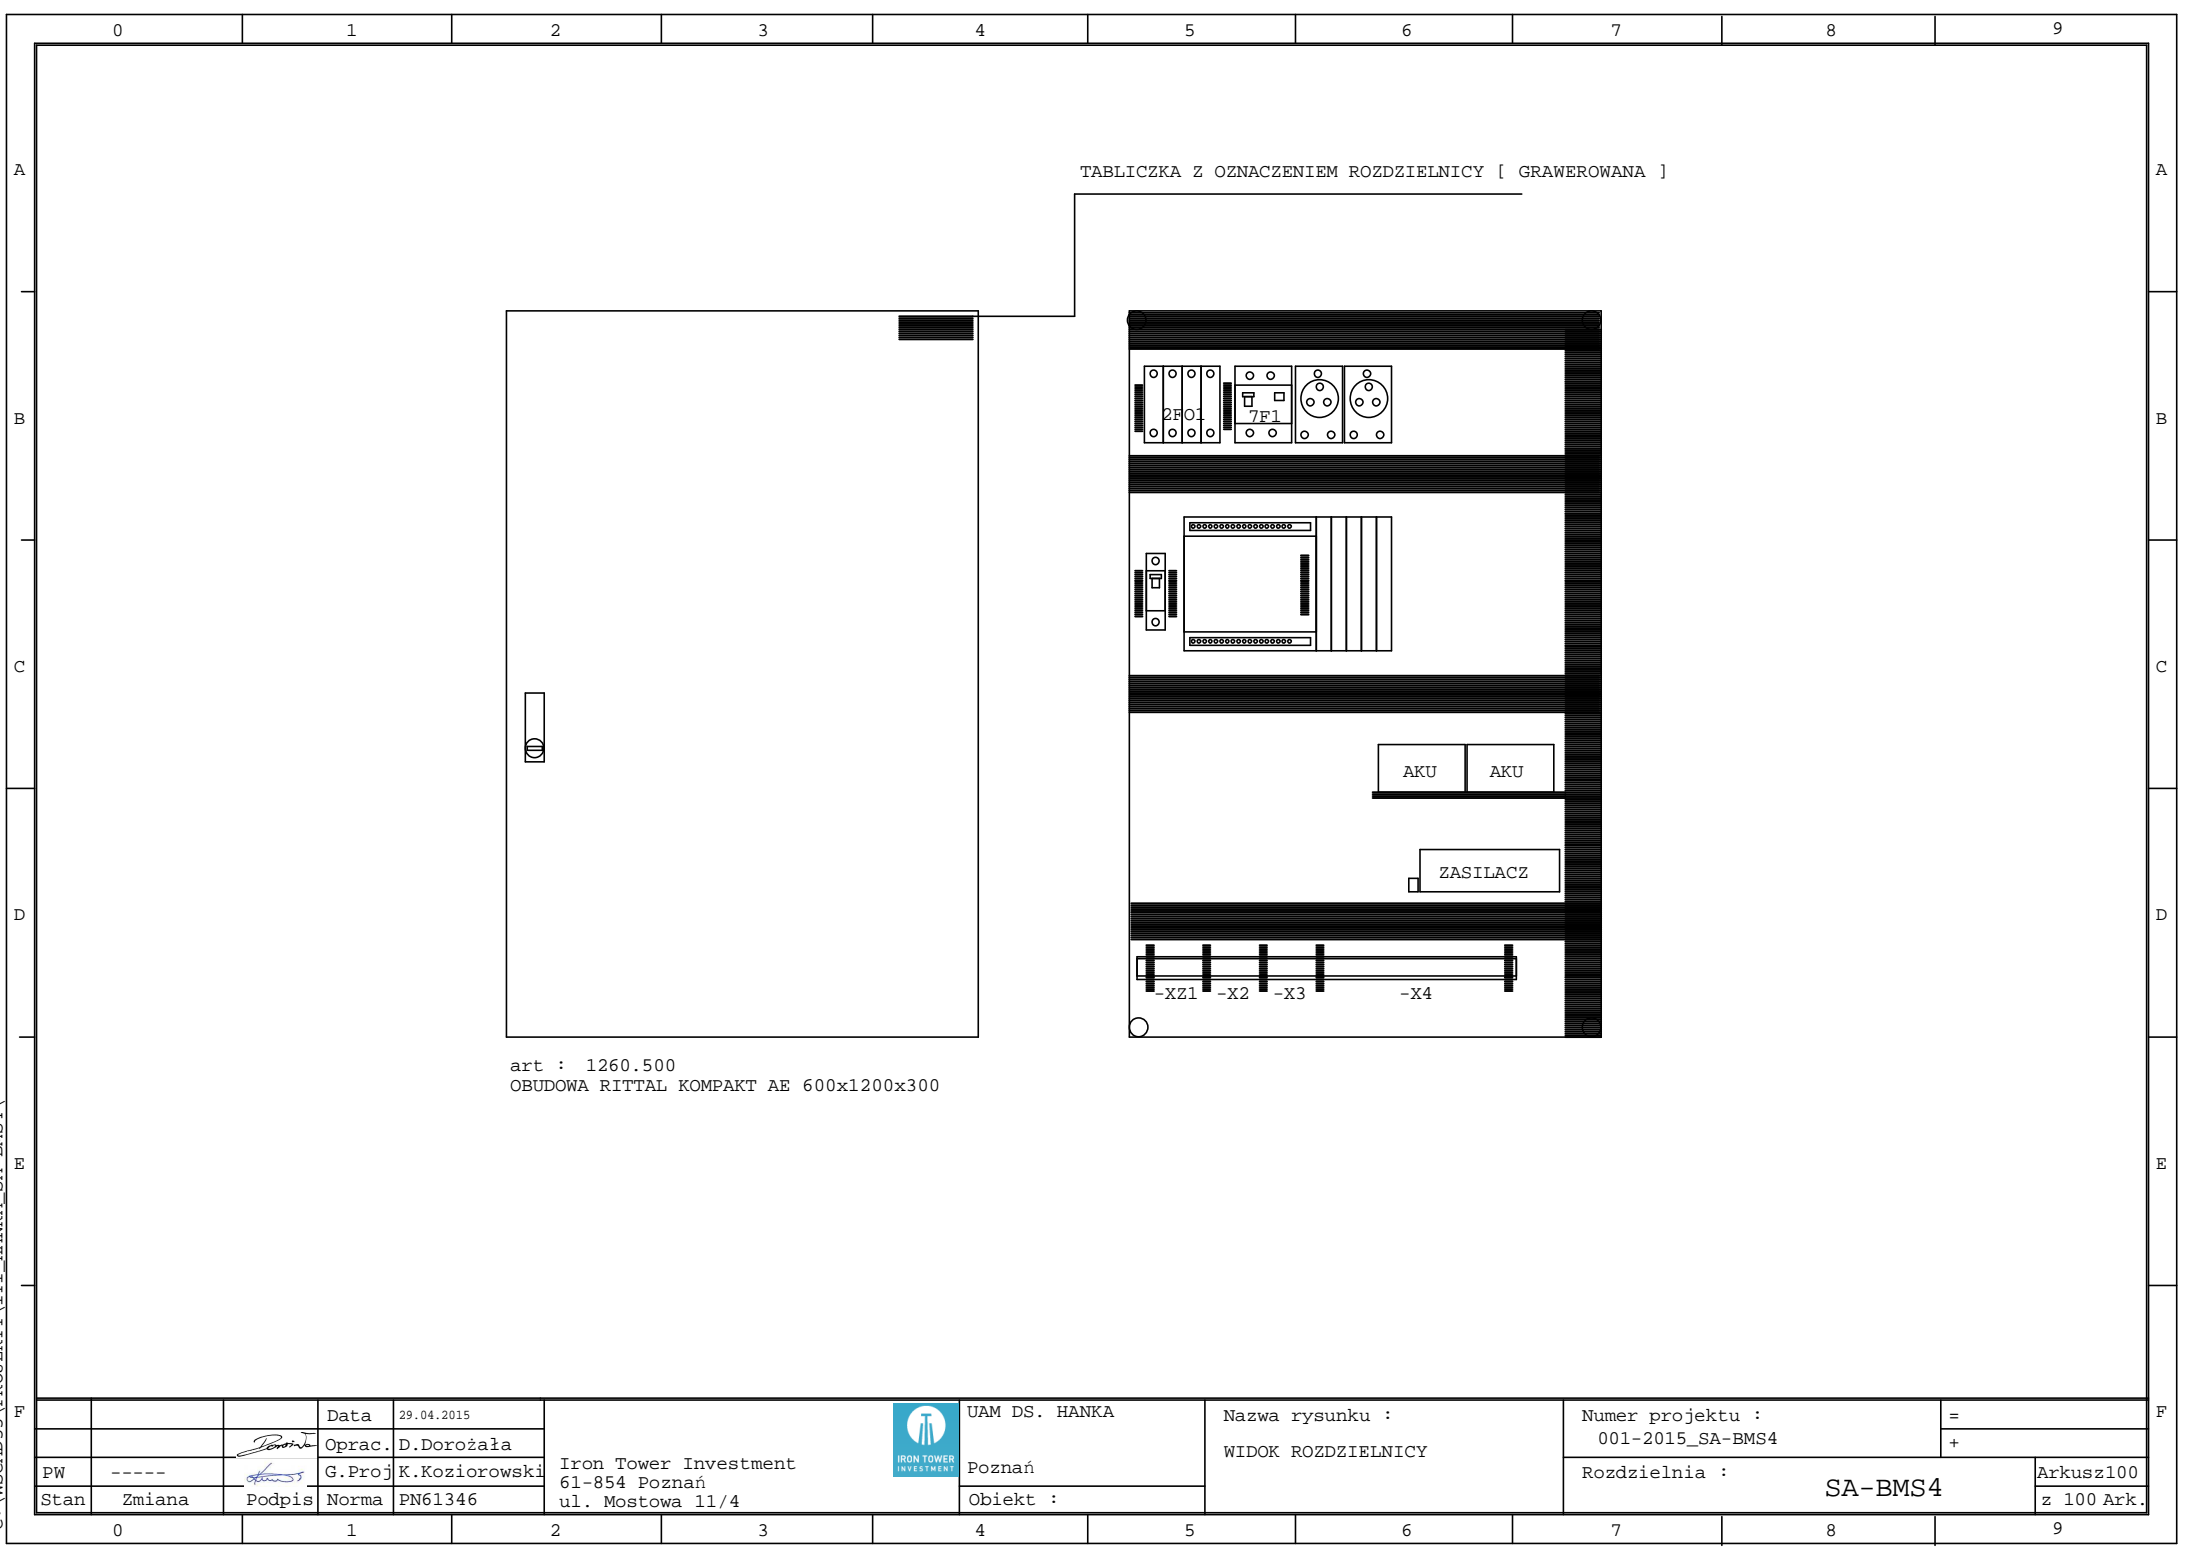 0 1 2 3 4 5 6 7 8 9
A A
TABLICZKA Z OZNACZENIEM ROZDZIELNICY [ GRAWEROWANA ]
B B
2FO1 7F1
C C
AKU AKU
ZASILACZ
D D
-XZ1 -X2 -X3 -X4
art : 1260.500
OBUDOWA RITTAL KOMPAKT AE 600x1200x300
E E
F F
Data 29.04.2015
Oprac. D.Dorożała
PW ----- G.Proj K.Koziorowski
Stan Zmiana Podpis Norma PN61346
Iron Tower Investment
61-854 Poznań
ul. Mostowa 11/4
IRON TOWER
INVESTMENT
UAM DS. HANKA
Poznań
Obiekt :
Nazwa rysunku :
WIDOK ROZDZIELNICY
Numer projektu :
001-2015_SA-BMS4
Rozdzielnia :
SA-BMS4
=
+
Arkusz100
z 100 Ark.
0 1 2 3 4 5 6 7 8 9